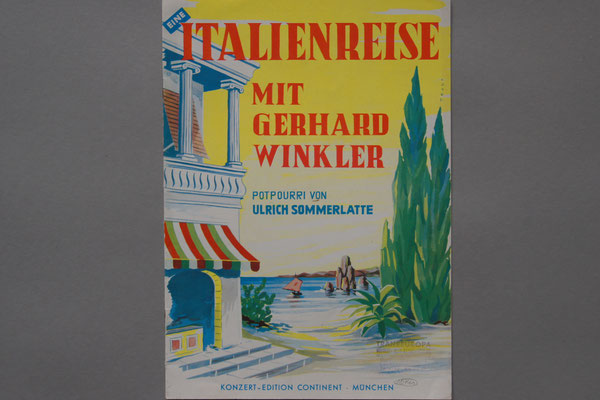 EINE
ITALIENREISE
MIT
GERHARD
WINKLER
POTPOURRI VON
ULRICH SOMMERLATTE
KONZERT-EDITION CONTINENT · MÜNCHEN